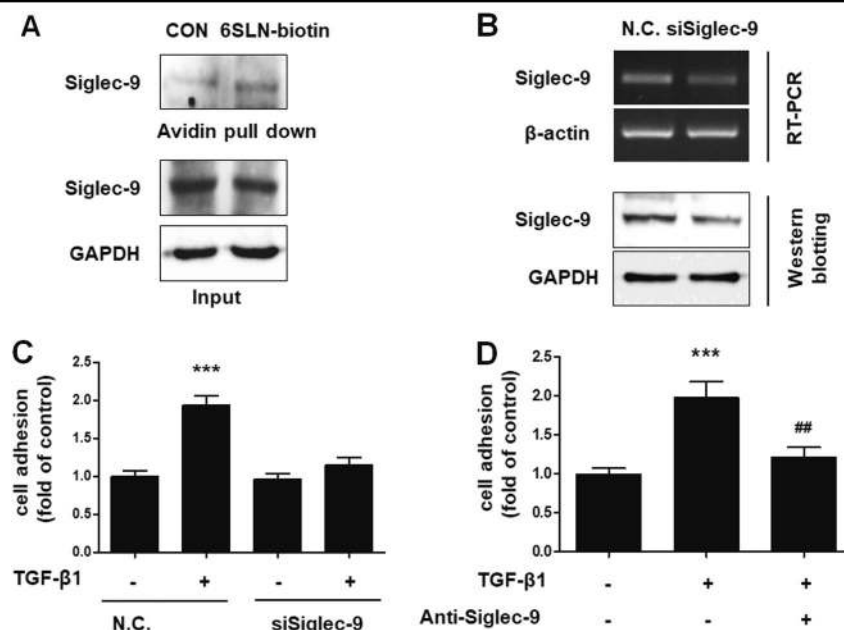 A
CON 6SLN-biotin
Siglec-9
Avidin pull down
Siglec-9
GAPDH
Input
B
N.C. siSiglec-9
Siglec-9
β-actin
RT-PCR
Siglec-9
GAPDH
Western
blotting
C
cell adhesion
(fold of control)
2.5
2.0
1.5
1.0
0.5
0.0
***
TGF-β1 - + - +
N.C. siSiglec-9
D
cell adhesion
(fold of control)
2.5
2.0
1.5
1.0
0.5
0.0
***
##
TGF-β1 - + +
Anti-Siglec-9 - - +